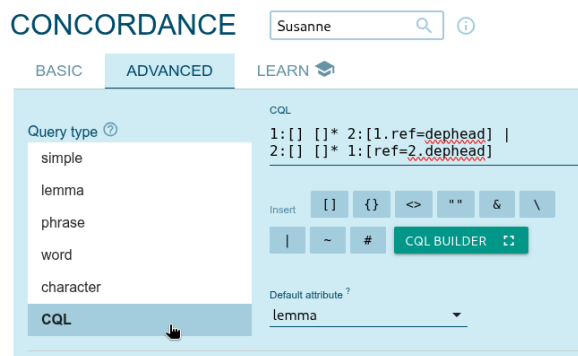 CONCORDANCE
Susanne
BASIC
ADVANCED
LEARN
CQL
1:[] []* 2:[1.ref=dephead] |
2:[] []* 1:[ref=2.dephead]
Query type ?
simple
lemma
phrase
word
character
CQL
Insert
[] {} <> "" & \
| ~ # CQL BUILDER
Default attribute ?
lemma